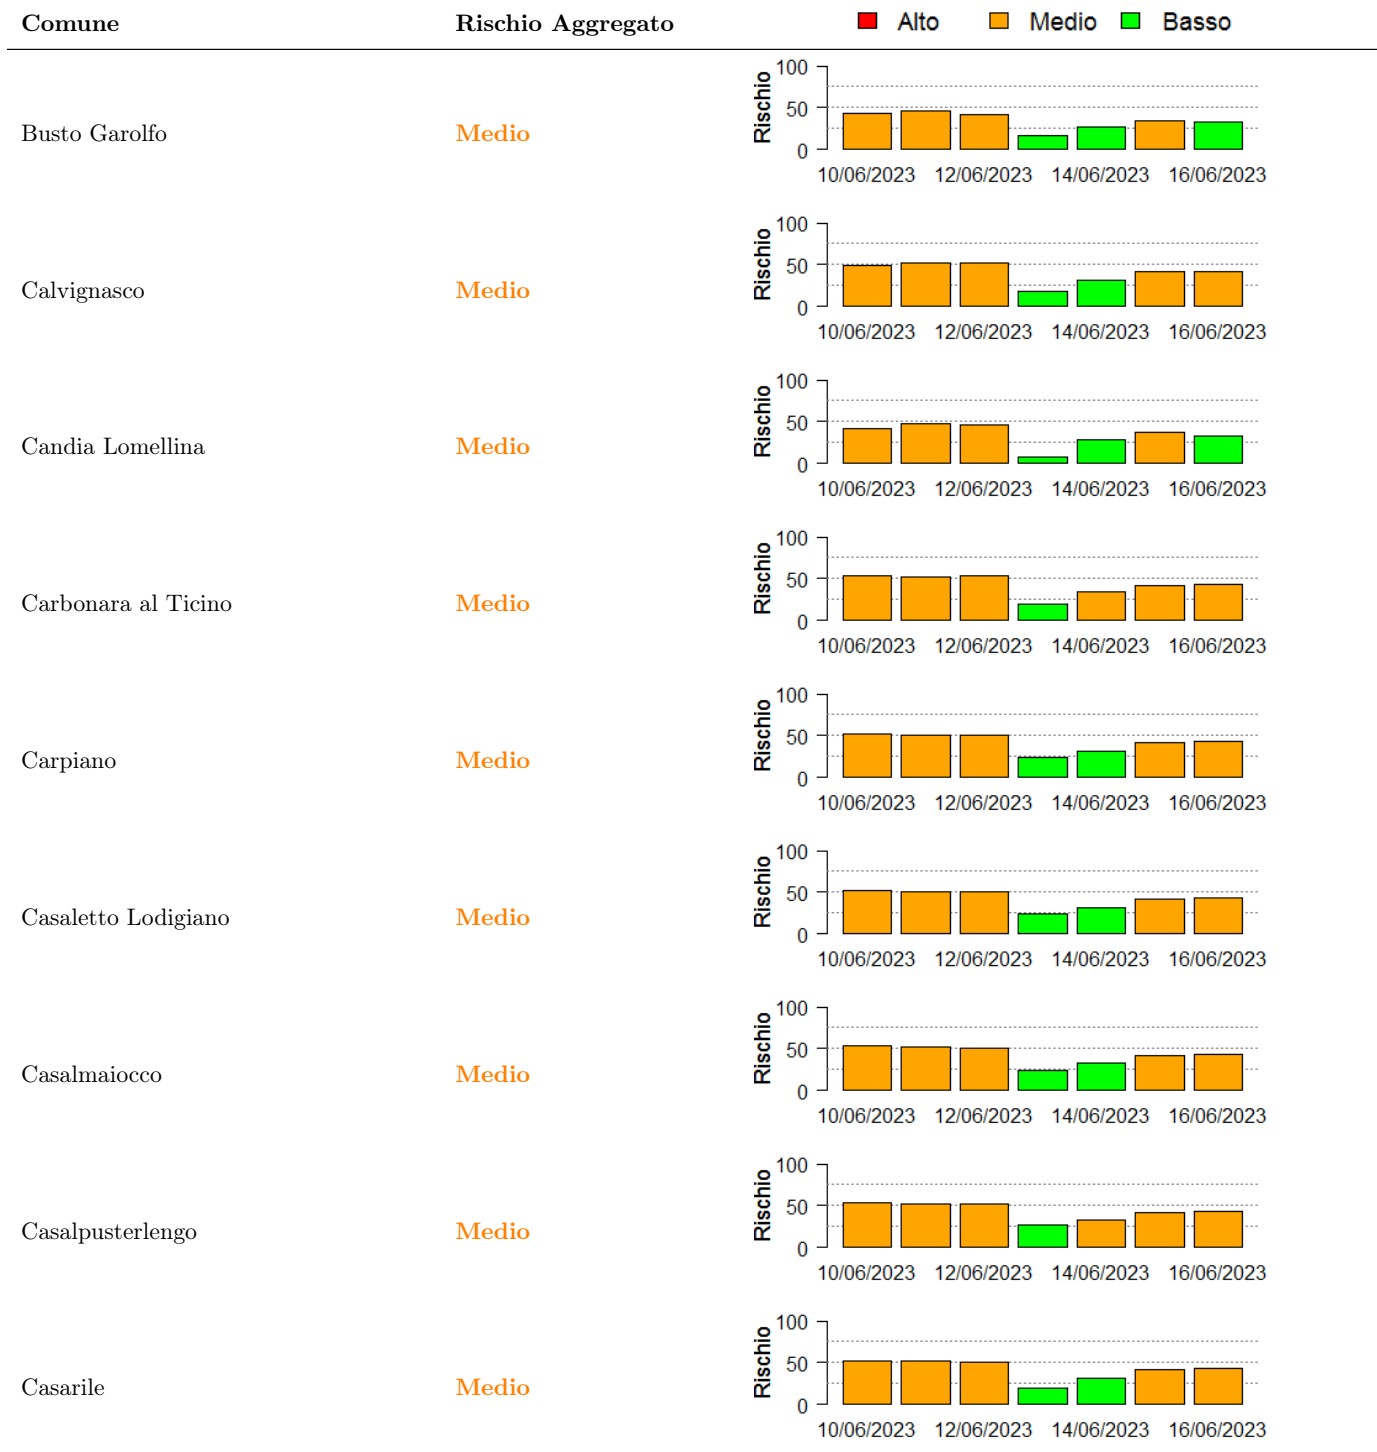 Comune Rischio Aggregato Alto Medio Basso
Busto Garolfo Medio
Rischio
100
50
0
10/06/2023 12/06/2023 14/06/2023 16/06/2023
Calvignasco Medio
Rischio
100
50
0
10/06/2023 12/06/2023 14/06/2023 16/06/2023
Candia Lomellina Medio
Rischio
100
50
0
10/06/2023 12/06/2023 14/06/2023 16/06/2023
Carbonara al Ticino Medio
Rischio
100
50
0
10/06/2023 12/06/2023 14/06/2023 16/06/2023
Carpiano Medio
Rischio
100
50
0
10/06/2023 12/06/2023 14/06/2023 16/06/2023
Casaletto Lodigiano Medio
Rischio
100
50
0
10/06/2023 12/06/2023 14/06/2023 16/06/2023
Casalmaiocco Medio
Rischio
100
50
0
10/06/2023 12/06/2023 14/06/2023 16/06/2023
Casalpusterlengo Medio
Rischio
100
50
0
10/06/2023 12/06/2023 14/06/2023 16/06/2023
Casarile Medio
Rischio
100
50
0
10/06/2023 12/06/2023 14/06/2023 16/06/2023